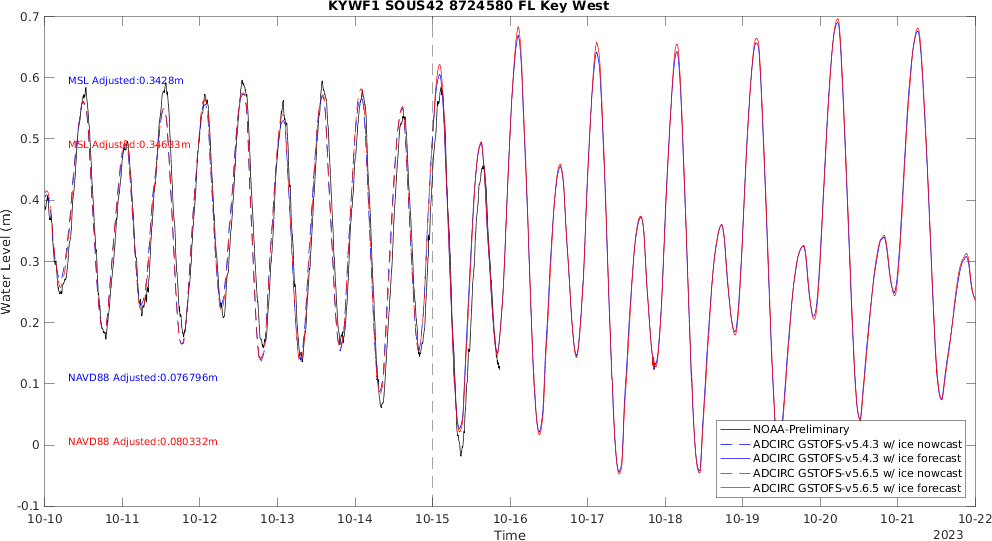 KYWF1 SOUS42 8724580 FL Key West
0.7
0.6
0.5
0.4
0.3
0.2
0.1
0
-0.1
Water Level (m)
MSL Adjusted:0.3428m
MSL Adjusted:0.34633m
NAVD88 Adjusted:0.076796m
NAVD88 Adjusted:0.080332m
NOAA-Preliminary
ADCIRC GSTOFS-v5.4.3 w/ ice nowcast
ADCIRC GSTOFS-v5.4.3 w/ ice forecast
ADCIRC GSTOFS-v5.6.5 w/ ice nowcast
ADCIRC GSTOFS-v5.6.5 w/ ice forecast
10-10 10-11 10-12 10-13 10-14 10-15 10-16 10-17 10-18 10-19 10-20 10-21 10-22
Time
2023